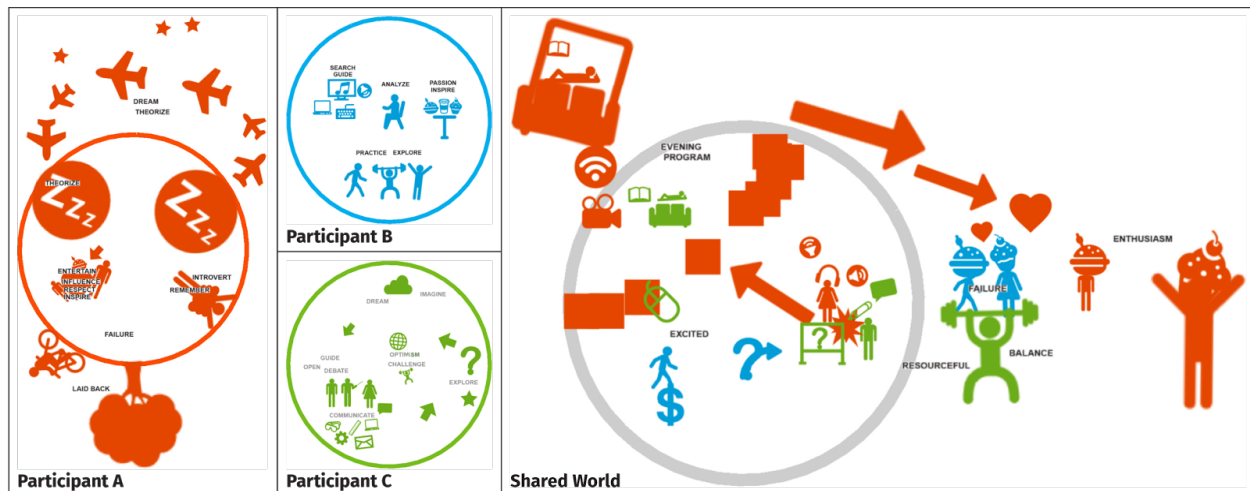 DREAM
THEORIZE
THEORIZE
Z Z Z
Z Z Z
ENTERTAIN
INFLUENCE
RESPECT
INSPIRE
INTROVERT
REMEMBER
FAILURE
LAID BACK
Participant A
SEARCH
GUIDE
ANALYZE
PASSION
INSPIRE
PRACTICE EXPLORE
Participant B
DREAM
IMAGINE
OPTIMISM
CHALLENGE
GUIDE
OPEN
DEBATE
?
EXPLORE
COMMUNICATE
Participant C
EVENING
PROGRAM
ENTHUSIASM
FAILURE
EXCITED
?
?
$
BALANCE
RESOURCEFUL
Shared World